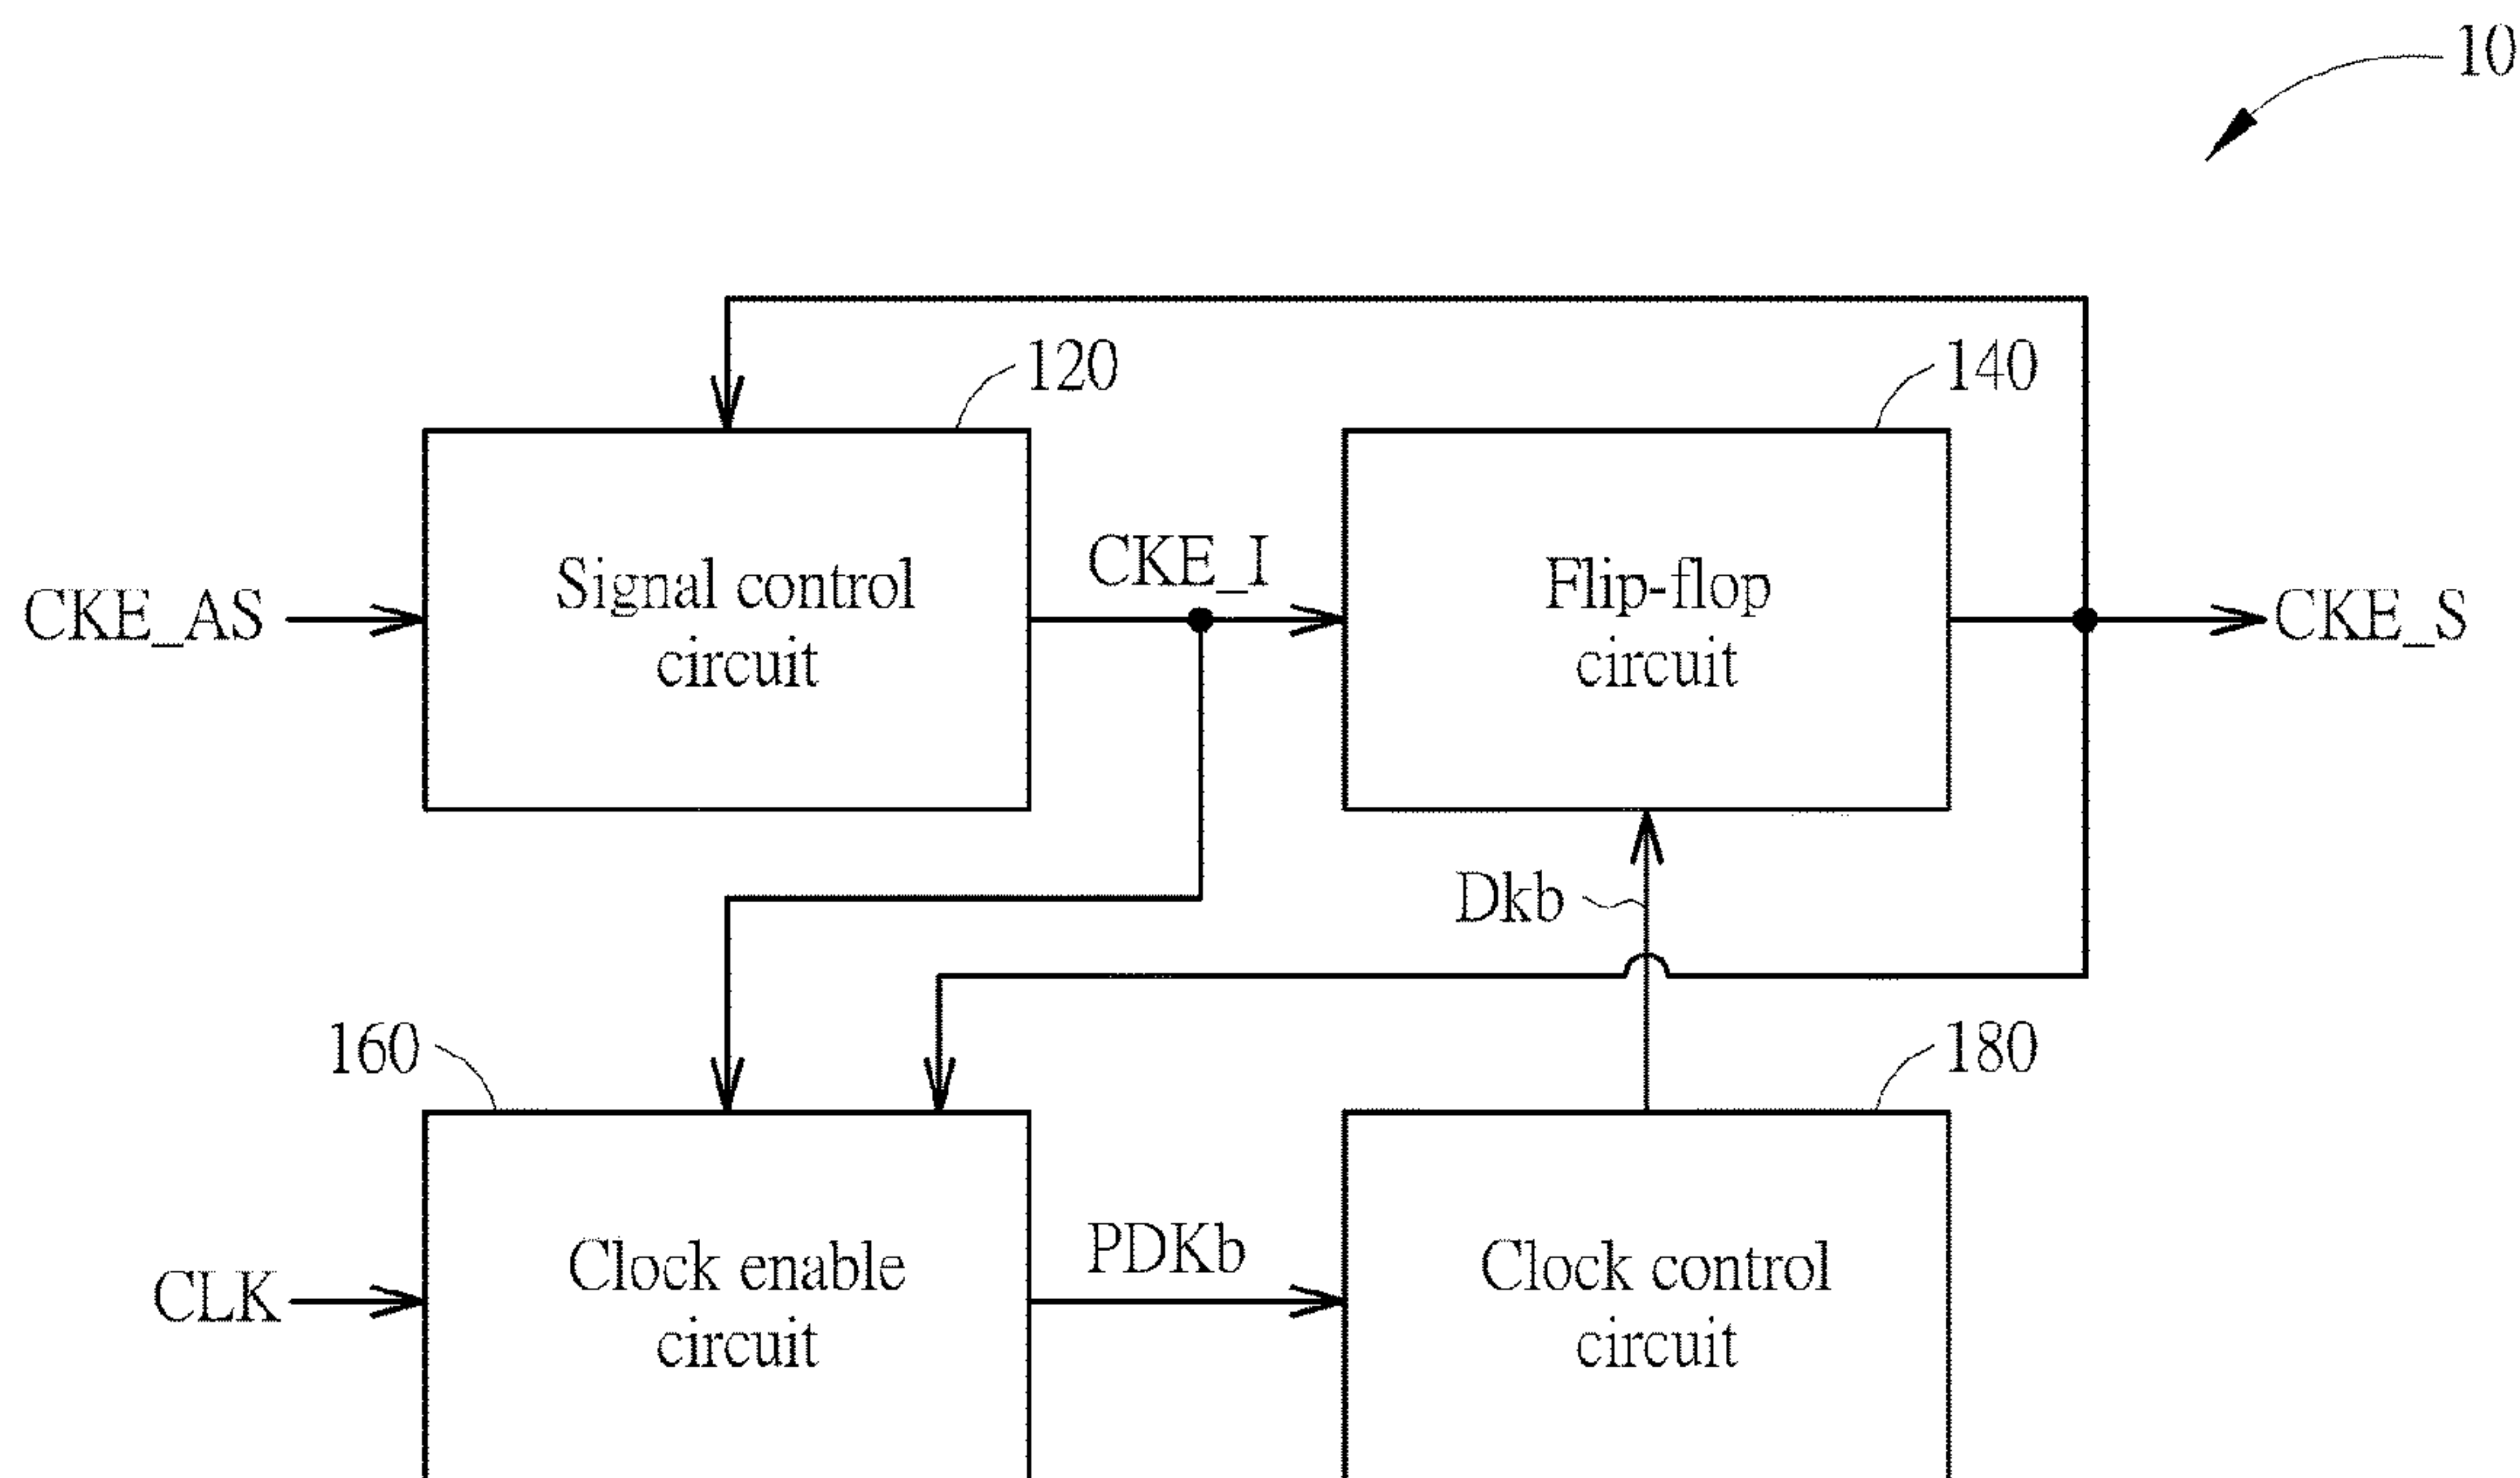 10
120
140
CKE_AS
Signal control
circuit
CKE_I
Flip-flop
circuit
CKE_S
Dkb
160
180
CLK
Clock enable
circuit
PDKb
Clock control
circuit